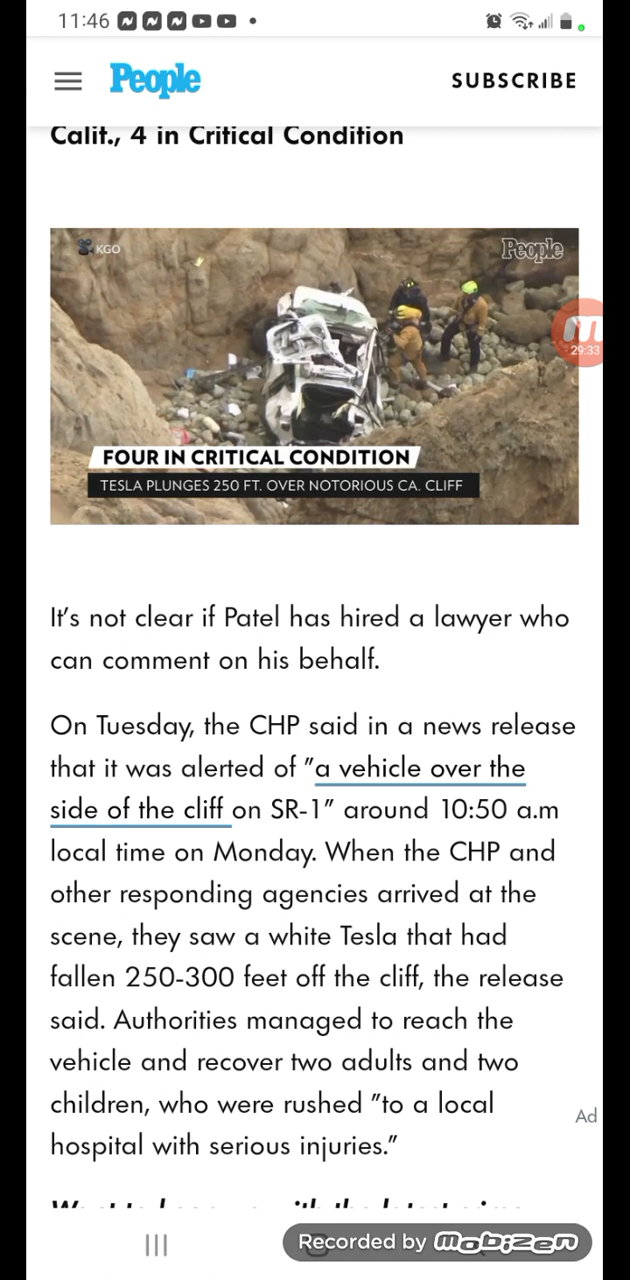 11:46
People
SUBSCRIBE
Calif., 4 in Critical Condition
KGO
People
29:33
FOUR IN CRITICAL CONDITION
TESLA PLUNGES 250 FT. OVER NOTORIOUS CA. CLIFF
It's not clear if Patel has hired a lawyer who
can comment on his behalf.
On Tuesday, the CHP said in a news release
that it was alerted of "a vehicle over the
side of the cliff on SR-1" around 10:50 a.m
local time on Monday. When the CHP and
other responding agencies arrived at the
scene, they saw a white Tesla that had
fallen 250-300 feet off the cliff, the release
said. Authorities managed to reach the
vehicle and recover two adults and two
children, who were rushed "to a local
Ad
hospital with serious injuries."
Recorded by mobizen